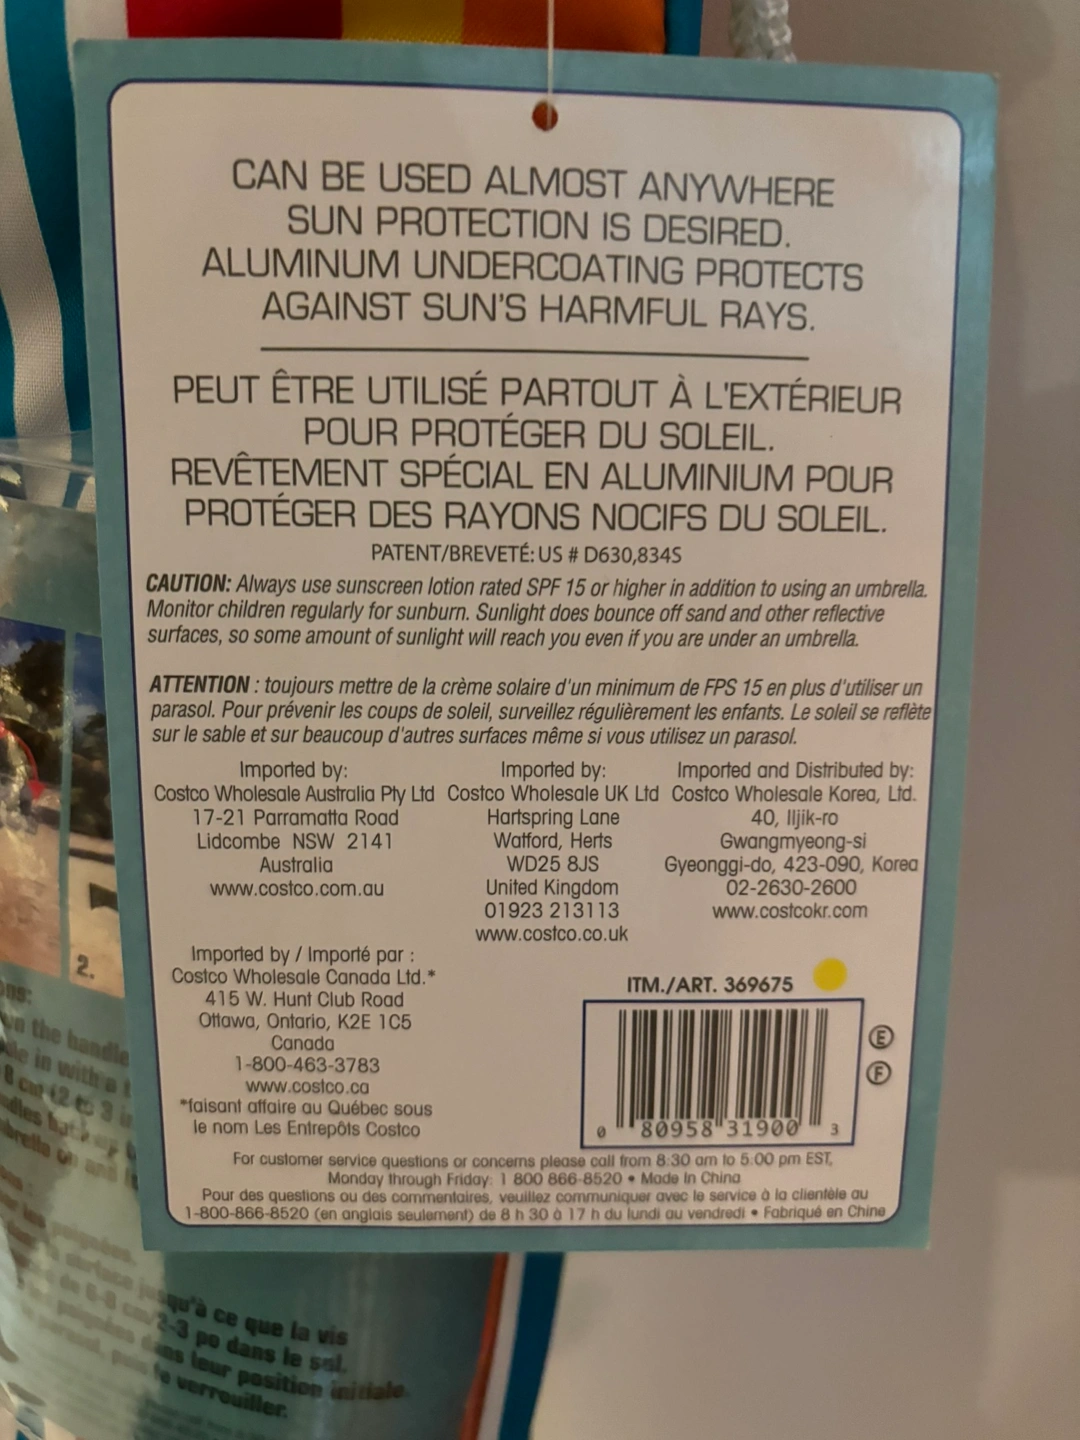 CAN BE USED ALMOST ANYWHERE
SUN PROTECTION IS DESIRED.
ALUMINUM UNDERCOATING PROTECTS
AGAINST SUN'S HARMFUL RAYS.
PEUT ÊTRE UTILISÉ PARTOUT À L'EXTÉRIEUR
POUR PROTÉGER DU SOLEIL.
REVÊTEMENT SPÉCIAL EN ALUMINIUM POUR
PROTÉGER DES RAYONS NOCIFS DU SOLEIL.
PATENT/BREVETÉ: US # D630,834S
CAUTION: Always use sunscreen lotion rated SPF 15 or higher in addition to using an umbrella.
Monitor children regularly for sunburn. Sunlight does bounce off sand and other reflective
surfaces, so some amount of sunlight will reach you even if you are under an umbrella.
ATTENTION : toujours mettre de la crème solaire d'un minimum de FPS 15 en plus d'utiliser un
parasol. Pour prévenir les coups de soleil, surveillez régulièrement les enfants. Le soleil se reflète
sur le sable et sur beaucoup d'autres surfaces même si vous utilisez un parasol.
Imported by:
Costco Wholesale Australia Pty Ltd
17-21 Parramatta Road
Lidcombe NSW 2141
Australia
www.costco.com.au
Imported by:
Costco Wholesale UK Ltd
Hartspring Lane
Watford, Herts
WD25 8JS
United Kingdom
01923 213113
www.costco.co.uk
Imported and Distributed by:
Costco Wholesale Korea, Ltd.
40, Iljik-ro
Gwangmyeong-si
Gyeonggi-do, 423-090, Korea
02-2630-2600
www.costcokr.com
Imported by / Importé par :
Costco Wholesale Canada Ltd.*
415 W. Hunt Club Road
Ottawa, Ontario, K2E 1C5
Canada
1-800-463-3783
www.costco.ca
*faisant affaire au Québec sous
le nom Les Entrepôts Costco
ITM./ART. 369675
0 80958 31900 3
E
F
For customer service questions or concerns please call from 8:30 am to 5:00 pm EST,
Monday through Friday: 1 800 866-8520 • Made In China
Pour des questions ou des commentaires, veuillez communiquer avec le service à la clientèle au
1-800-866-8520 (en anglais seulement) de 8 h 30 à 17 h du lundi au vendredi • Fabriqué en Chine
2.
the handle
in with a
jusqu'à ce que la vis
2-3 po dans le sol.
leur position initiale
verrouiller.